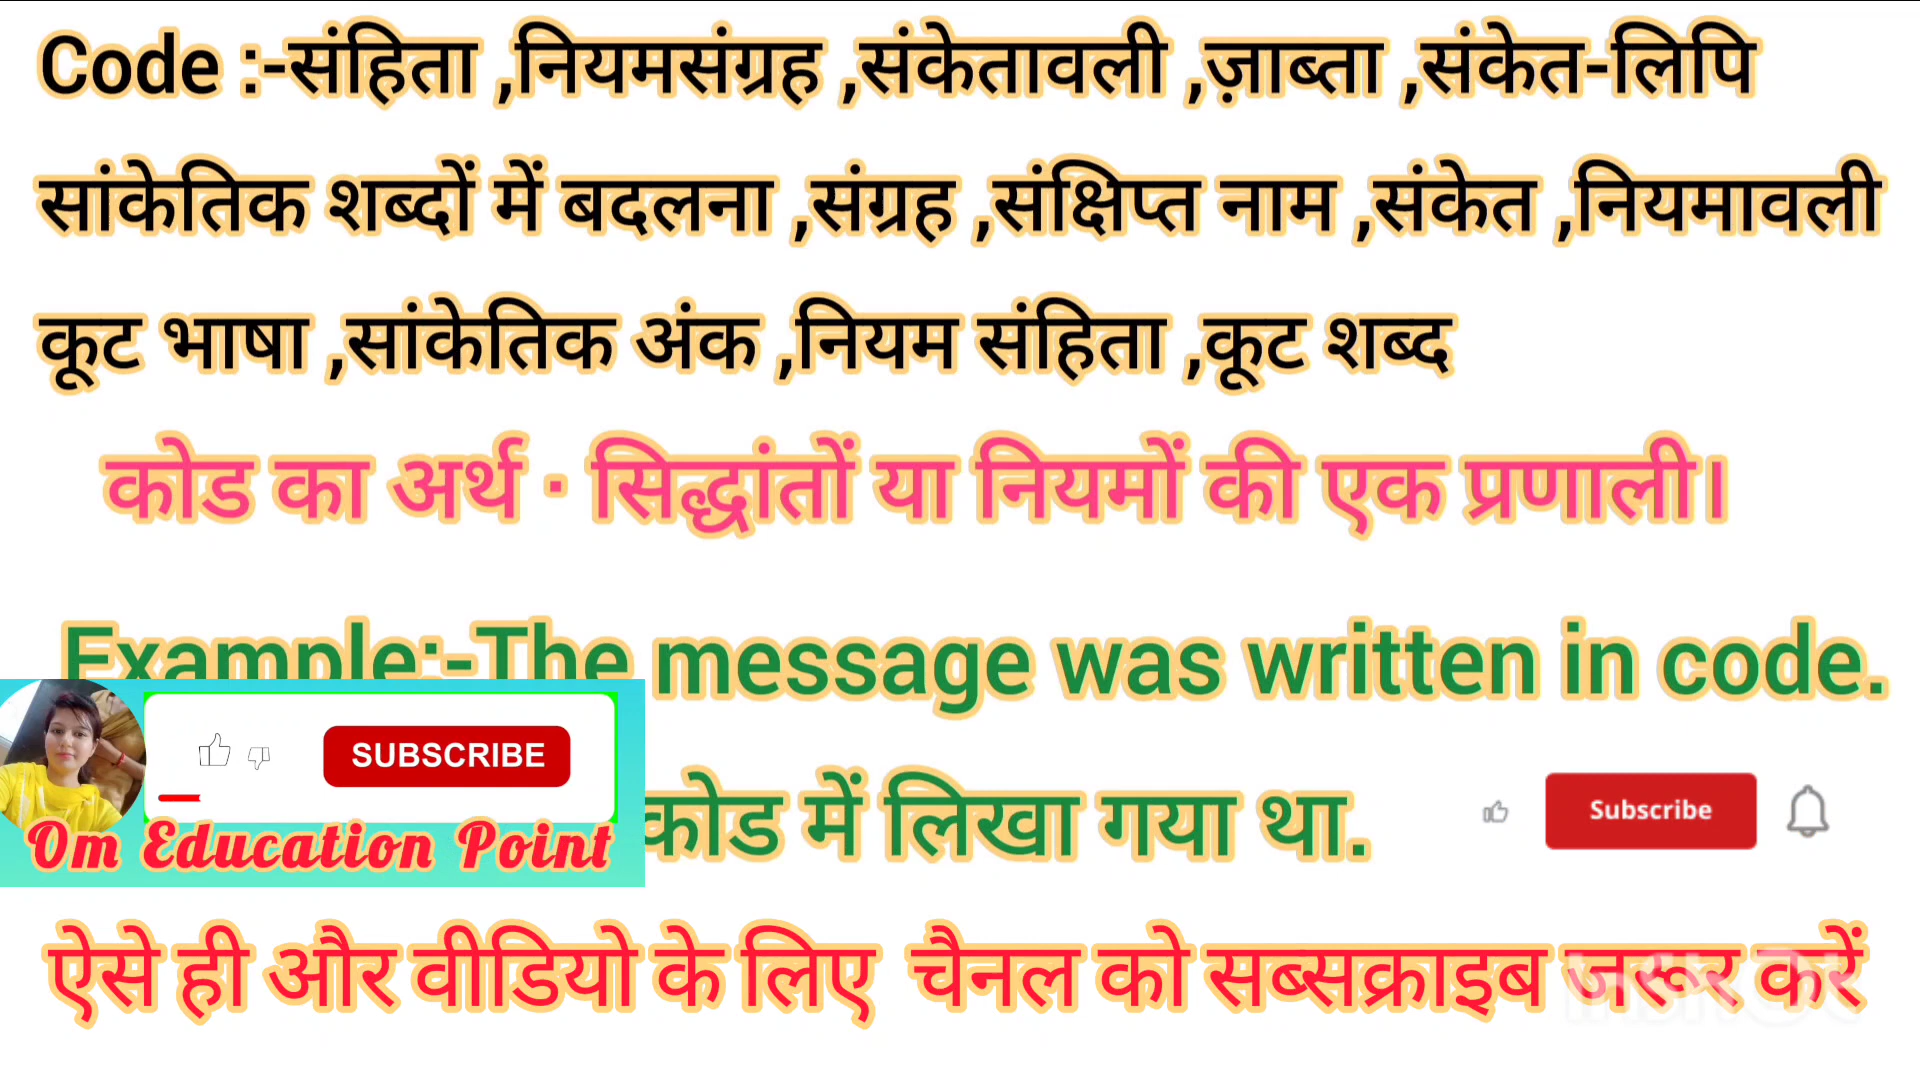 Code :-संहिता ,नियमसंग्रह ,संकेतावली ,ज़ाब्ता ,संकेत-लिपि
सांकेतिक शब्दों में बदलना ,संग्रह ,संक्षिप्त नाम ,संकेत ,नियमावली
कूट भाषा ,सांकेतिक अंक ,नियम संहिता ,कूट शब्द
कोड का अर्थ · सिद्धांतों या नियमों की एक प्रणाली।
Example:-The message was written in code.
SUBSCRIBE
Om Education Point
कोड में लिखा गया था.
Subscribe
ऐसे ही और वीडियो के लिए चैनल को सब्सक्राइब जरूर करें